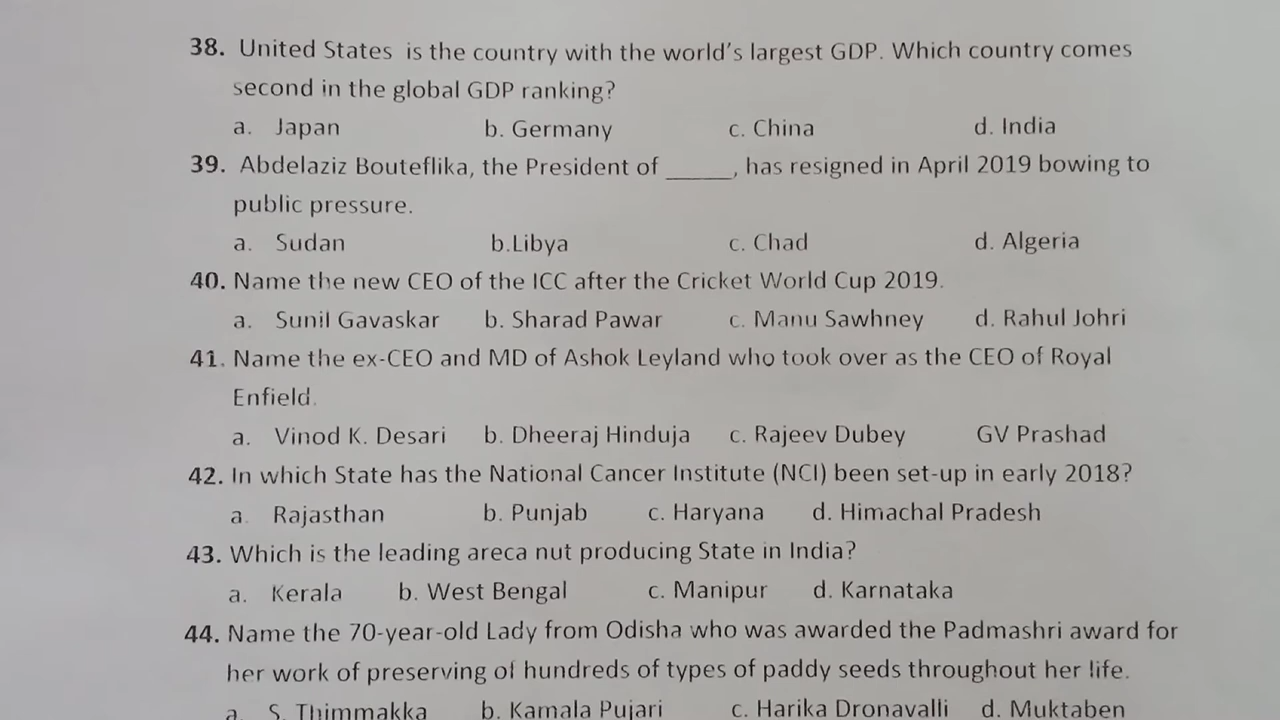 38. United States is the country with the world's largest GDP. Which country comes
second in the global GDP ranking?
a. Japan b. Germany c. China d. India
39. Abdelaziz Bouteflika, the President of _____, has resigned in April 2019 bowing to
public pressure.
a. Sudan b.Libya c. Chad d. Algeria
40. Name the new CEO of the ICC after the Cricket World Cup 2019.
a. Sunil Gavaskar b. Sharad Pawar c. Manu Sawhney d. Rahul Johri
41. Name the ex-CEO and MD of Ashok Leyland who took over as the CEO of Royal
Enfield.
a. Vinod K. Desari b. Dheeraj Hinduja c. Rajeev Dubey GV Prashad
42. In which State has the National Cancer Institute (NCI) been set-up in early 2018?
a. Rajasthan b. Punjab c. Haryana d. Himachal Pradesh
43. Which is the leading areca nut producing State in India?
a. Kerala b. West Bengal c. Manipur d. Karnataka
44. Name the 70-year-old Lady from Odisha who was awarded the Padmashri award for
her work of preserving of hundreds of types of paddy seeds throughout her life.
a. S. Thimmakka b. Kamala Pujari c. Harika Dronavalli d. Muktaben